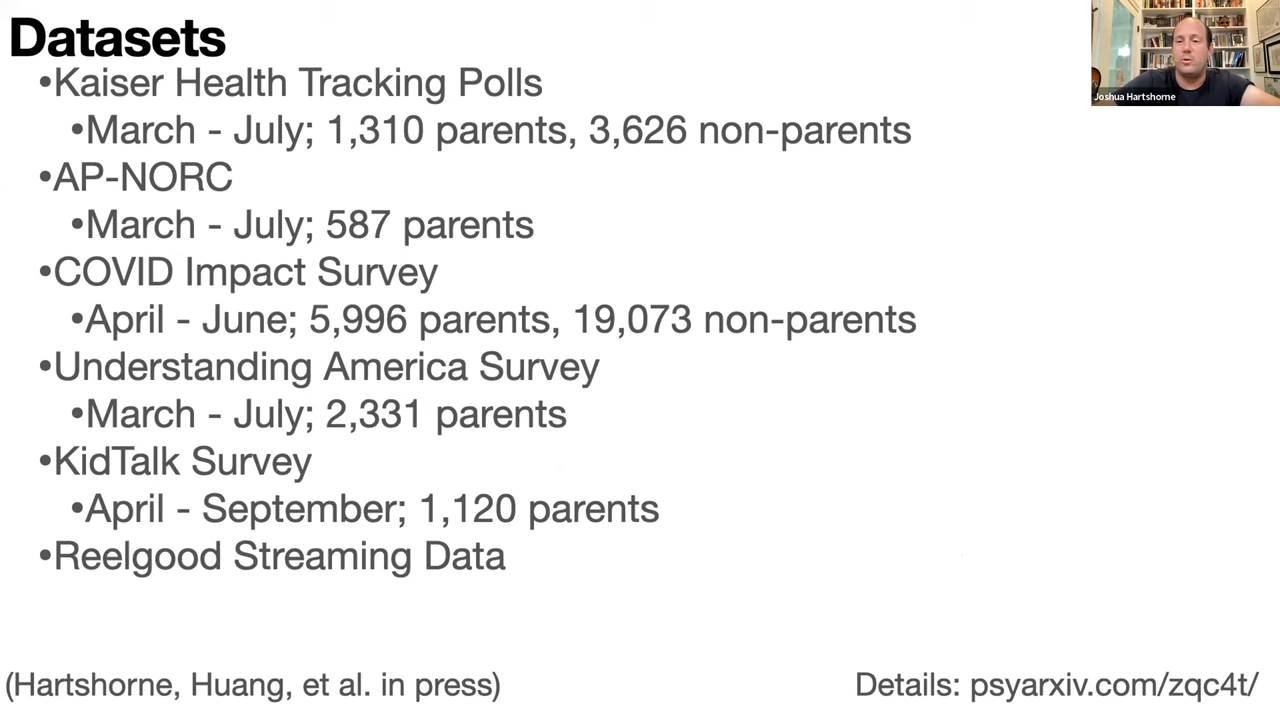 Datasets
•Kaiser Health Tracking Polls
•March - July; 1,310 parents, 3,626 non-parents
•AP-NORC
•March - July; 587 parents
•COVID Impact Survey
•April - June; 5,996 parents, 19,073 non-parents
•Understanding America Survey
•March - July; 2,331 parents
•KidTalk Survey
•April - September; 1,120 parents
•Reelgood Streaming Data
(Hartshorne, Huang, et al. in press)
Details: psyarxiv.com/zqc4t/
Joshua Hartshorne